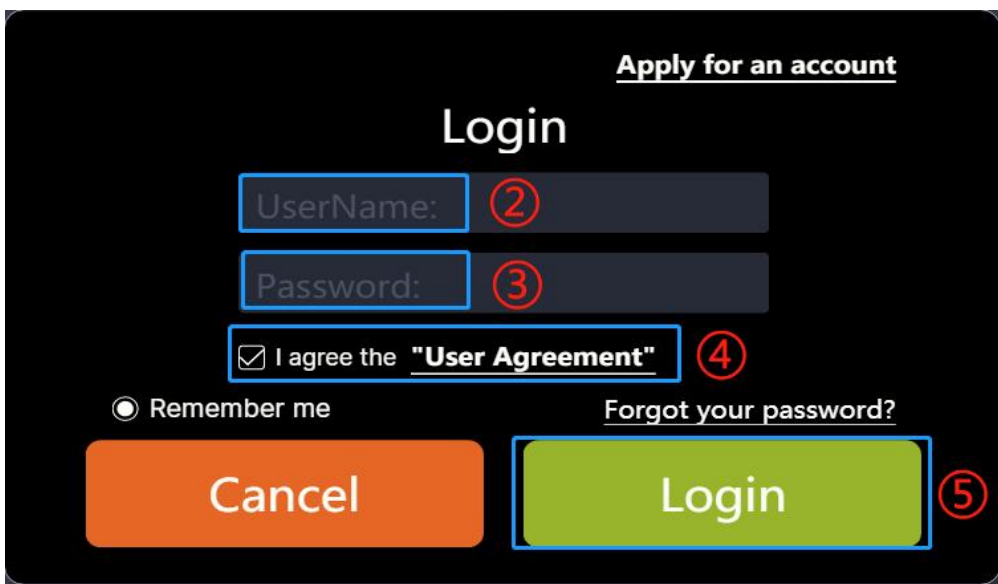 Apply for an account
Login
UserName: ②
Password: ③
I agree the "User Agreement" ④
Remember me Forgot your password?
Cancel Login ⑤